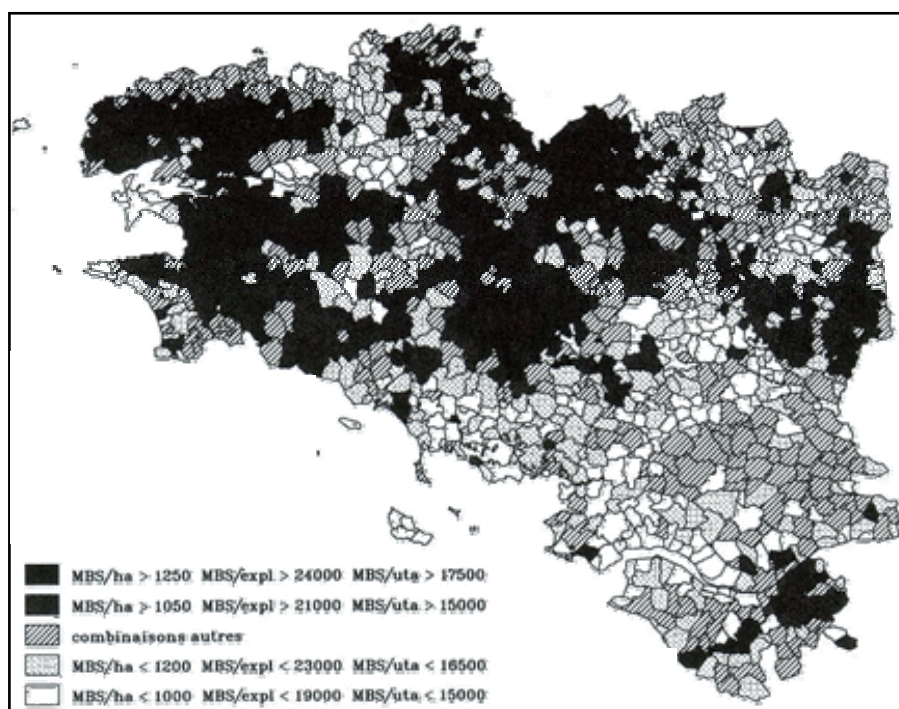 MBS/ha > 1250 MBS/expl > 24000 MBS/uta > 17500
MBS/ha > 1050 MBS/expl > 21000 MBS/uta > 15000
combinaisons autres
MBS/ha < 1200 MBS/expl < 23000 MBS/uta < 16500
MBS/ha < 1000 MBS/expl < 19000 MBS/uta < 15000